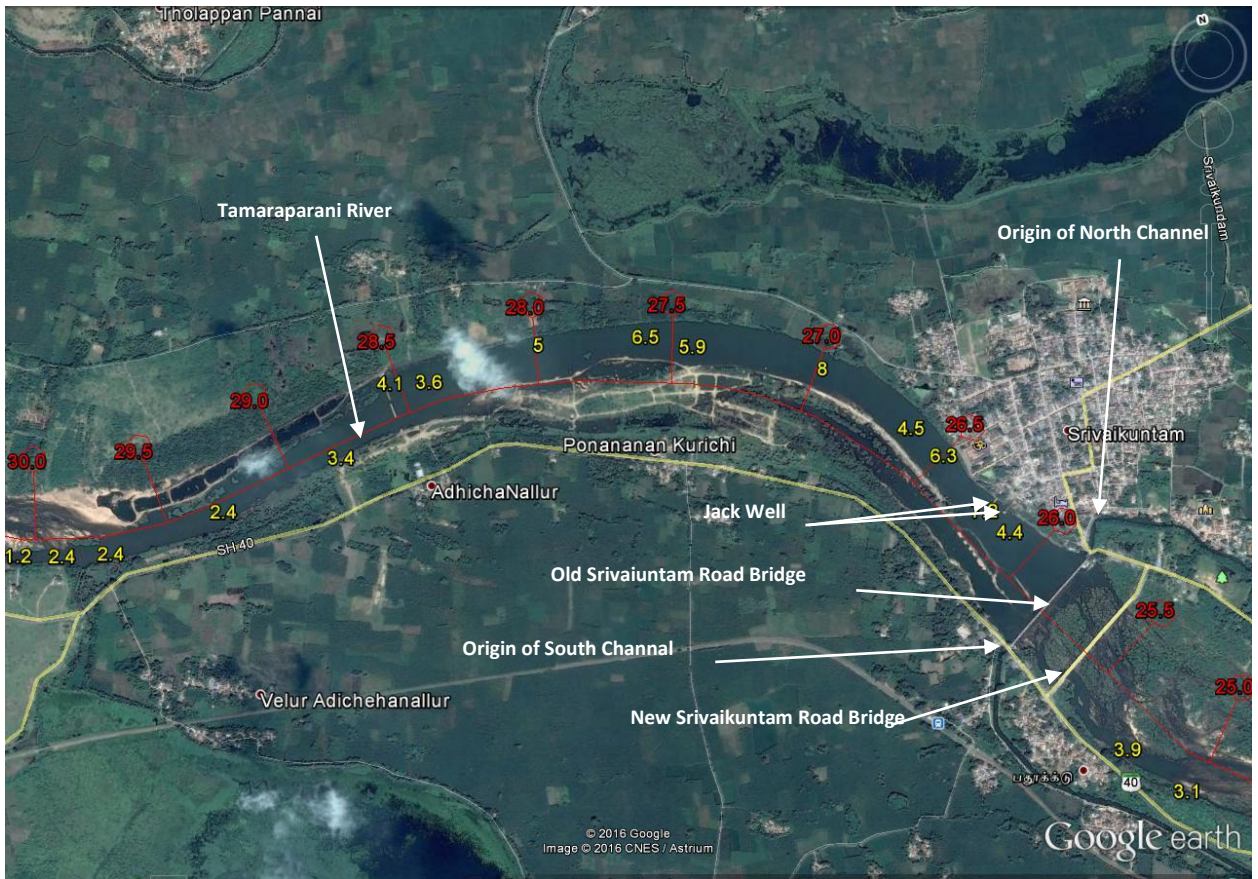 Tholappan Pannai
N
Srivaikundam
Tamaraparani River
Origin of North Channel
28.0
27.5
28.5
27.0
6.5
5.9
5
4.1
3.6
8
29.0
4.5
26.5
Srivaikuntam
6.3
Ponananan Kurichi
30.0
29.5
3.4
AdhichaNallur
2.4
Jack Well
26.0
4.4
1.2
2.4
2.4
SH 40
Old Srivaiuntam Road Bridge
25.5
Origin of South Channal
25.0
Velur Adichehanallur
New Srivaikuntam Road Bridge
3.9
40
3.1
© 2016 Google
Image © 2016 CNES / Astrium
Google earth